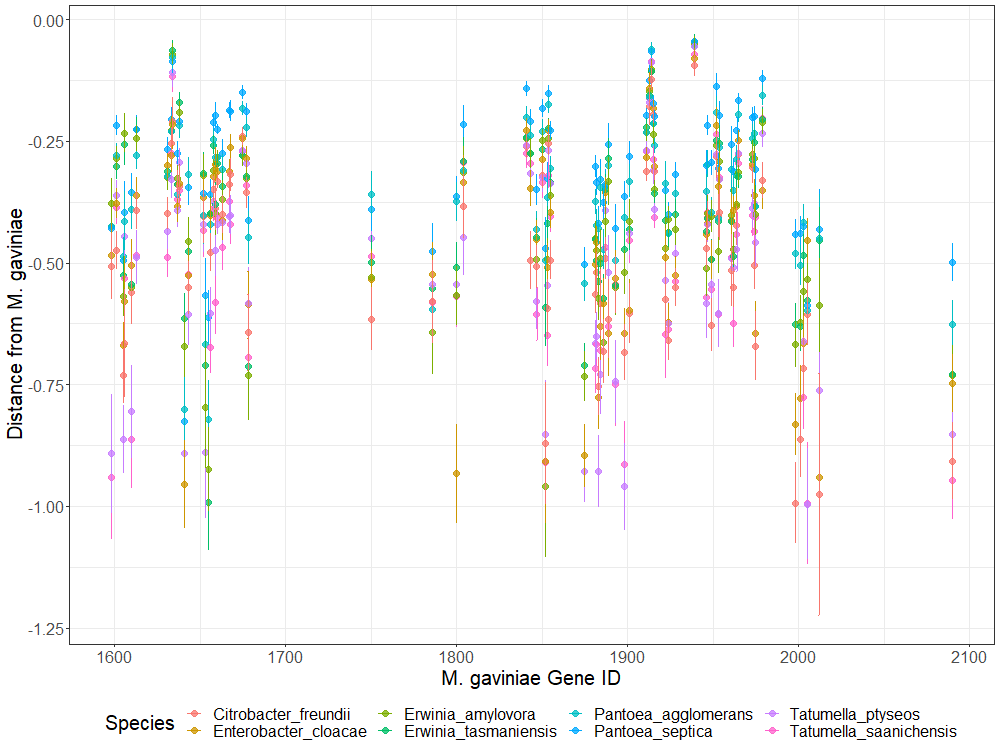 0.00
-0.25
-0.50
-0.75
-1.00
-1.25
Distance from M. gaviniae
1600 1700 1800 1900 2000 2100
M. gaviniae Gene ID
Species
Citrobacter_freundii Erwinia_amylovora Pantoea_agglomerans Tatumella_ptyseos
Enterobacter_cloacae Erwinia_tasmaniensis Pantoea_septica Tatumella_saanichensis